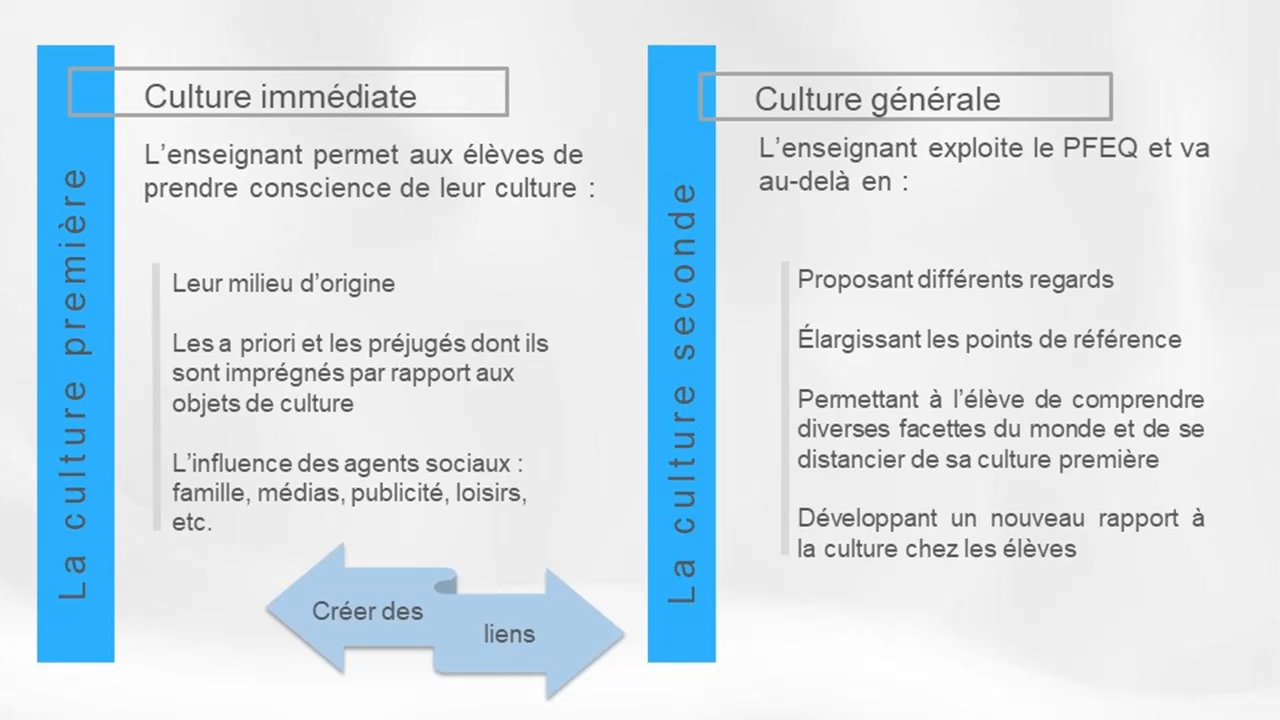 La culture première
Culture immédiate
L’enseignant permet aux élèves de
prendre conscience de leur culture :
Leur milieu d’origine
Les a priori et les préjugés dont ils
sont imprégnés par rapport aux
objets de culture
L’influence des agents sociaux :
famille, médias, publicité, loisirs,
etc.
Créer des
liens
La culture seconde
Culture générale
L’enseignant exploite le PFEQ et va
au-delà en :
Proposant différents regards
Élargissant les points de référence
Permettant à l’élève de comprendre
diverses facettes du monde et de se
distancier de sa culture première
Développant un nouveau rapport à
la culture chez les élèves